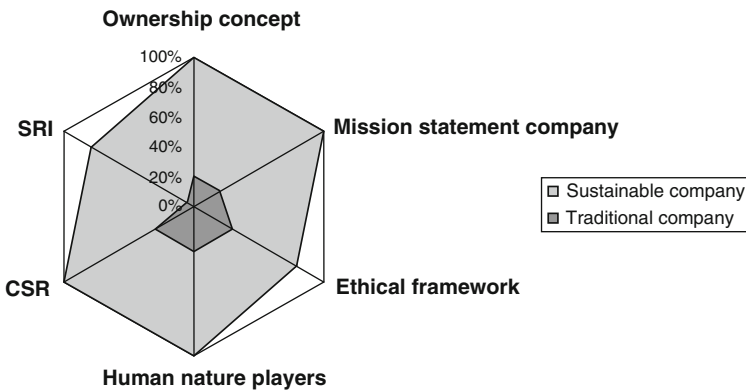 Ownership concept
100%
80%
60%
40%
20%
0%
SRI
Mission statement company
Sustainable company
Traditional company
CSR
Ethical framework
Human nature players